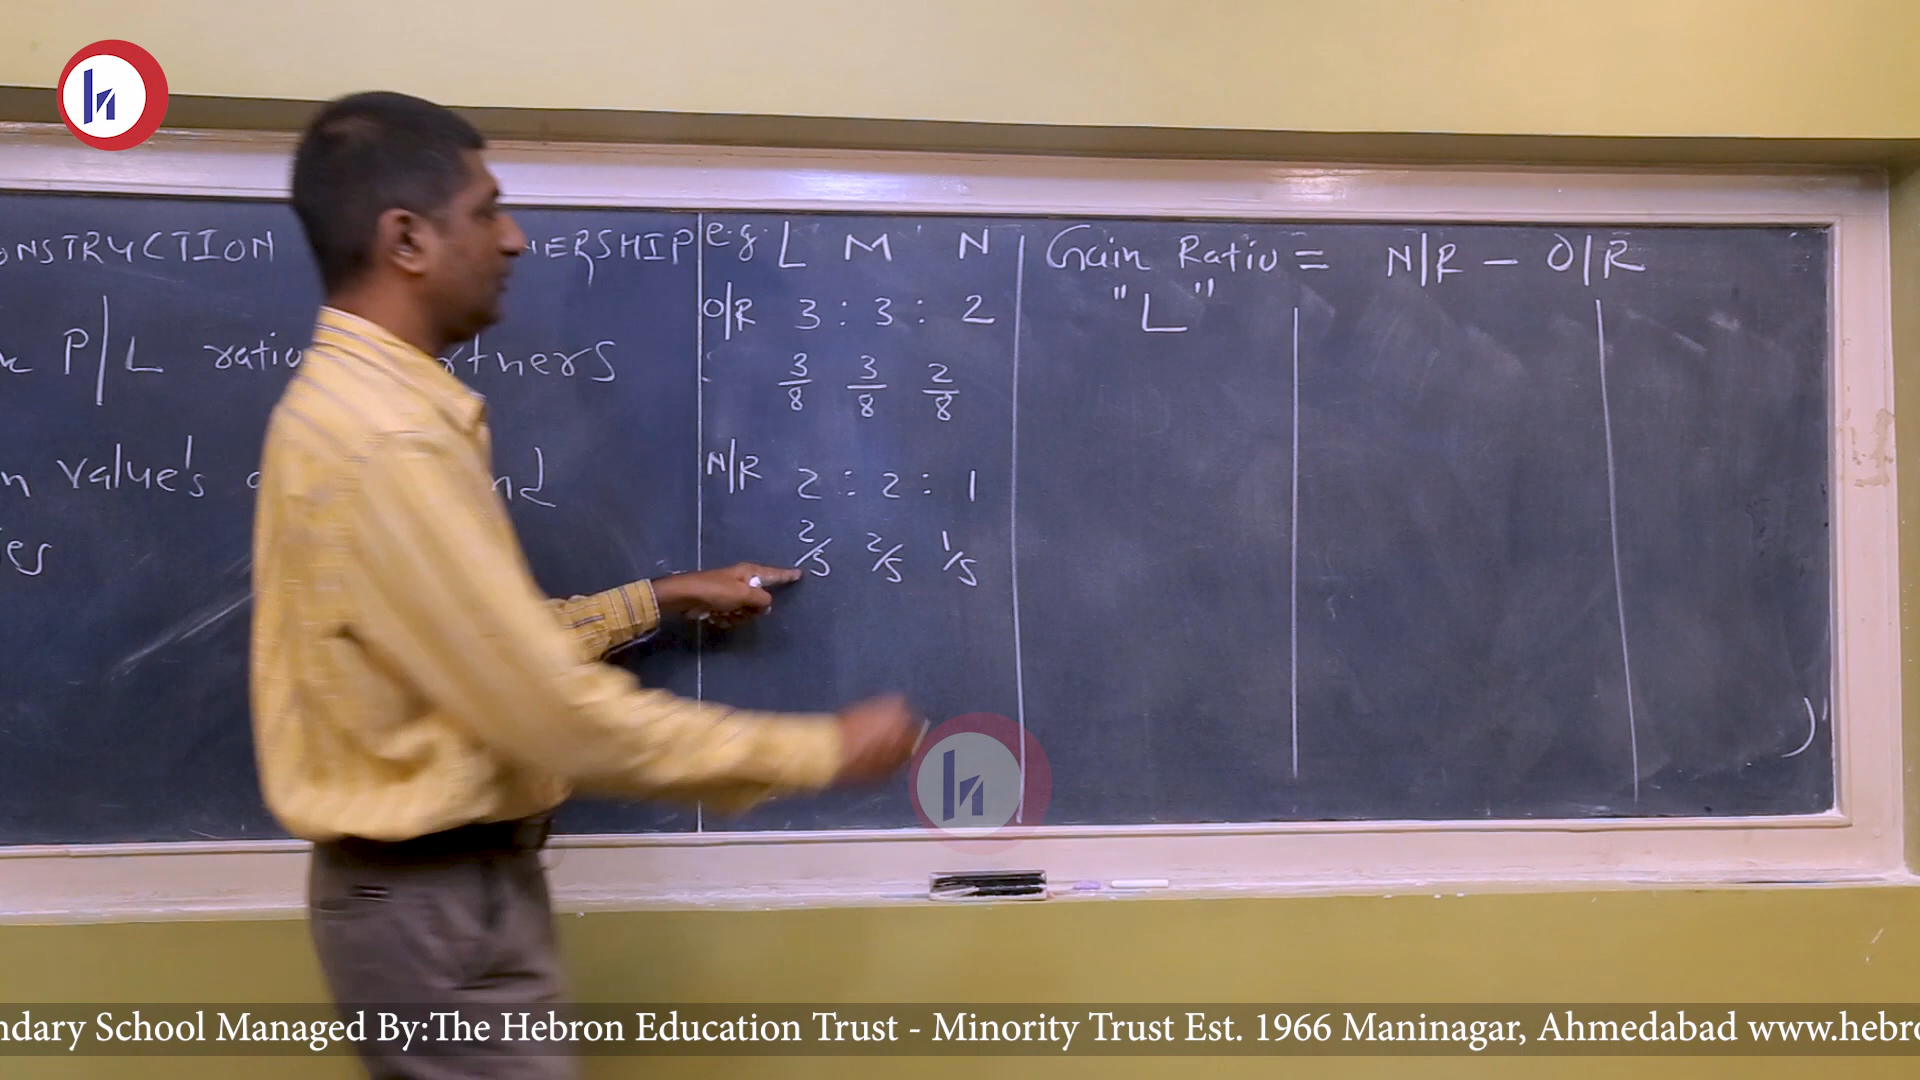 ONSTRUCTION NERSHIP
P/L ratio rtners
n value's nd
es
e.g. L M N
O/R 3 : 3 : 2
3/8 3/8 2/8
N/R 2 : 2 : 1
2/5 2/5 1/5
Gain Ratio = N/R - O/R
"L"
ndary School Managed By:The Hebron Education Trust - Minority Trust Est. 1966 Maninagar, Ahmedabad www.hebro